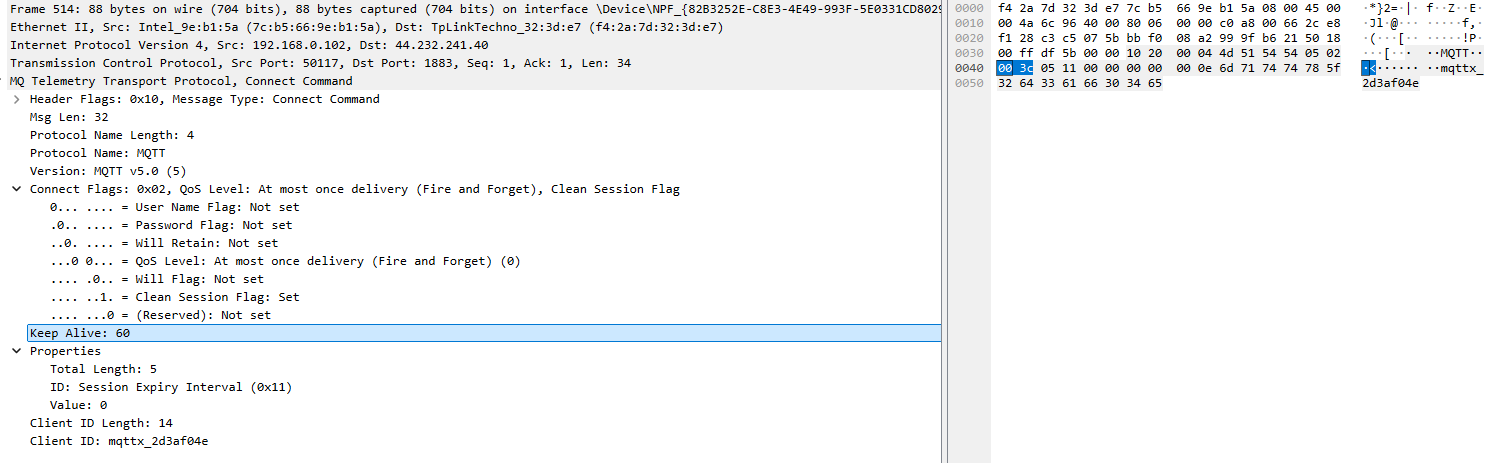 Frame 514: 88 bytes on wire (704 bits), 88 bytes captured (704 bits) on interface \Device\NPF_{82B3252E-C8E3-4E49-993F-5E0331CD8029
Ethernet II, Src: Intel_9e:b1:5a (7c:b5:66:9e:b1:5a), Dst: TpLinkTechno_32:3d:e7 (f4:2a:7d:32:3d:e7)
Internet Protocol Version 4, Src: 192.168.0.102, Dst: 44.232.241.40
Transmission Control Protocol, Src Port: 50117, Dst Port: 1883, Seq: 1, Ack: 1, Len: 34
MQ Telemetry Transport Protocol, Connect Command
Header Flags: 0x10, Message Type: Connect Command
Msg Len: 32
Protocol Name Length: 4
Protocol Name: MQTT
Version: MQTT v5.0 (5)
Connect Flags: 0x02, QoS Level: At most once delivery (Fire and Forget), Clean Session Flag
0... .... = User Name Flag: Not set
.0.. .... = Password Flag: Not set
..0. .... = Will Retain: Not set
...0 0... = QoS Level: At most once delivery (Fire and Forget) (0)
.... .0.. = Will Flag: Not set
.... ..1. = Clean Session Flag: Set
.... ...0 = (Reserved): Not set
Keep Alive: 60
Properties
Total Length: 5
ID: Session Expiry Interval (0x11)
Value: 0
Client ID Length: 14
Client ID: mqttx_2d3af04e
0000 f4 2a 7d 32 3d e7 7c b5 66 9e b1 5a 08 00 45 00 ·*}2=·|· f··Z··E·
0010 00 4a 6c 96 40 00 80 06 00 00 c0 a8 00 66 2c e8 ·Jl·@··· ·····f,·
0020 f1 28 c3 c5 07 5b bb f0 08 a2 99 9f b6 21 50 18 ·(···[·· ·····!P·
0030 00 ff df 5b 00 00 10 20 00 04 4d 51 54 54 05 02 ···[··· ··MQTT··
0040 00 3c 05 11 00 00 00 00 00 0e 6d 71 74 74 78 5f ·<······ ··mqttx_
0050 32 64 33 61 66 30 34 65 2d3af04e